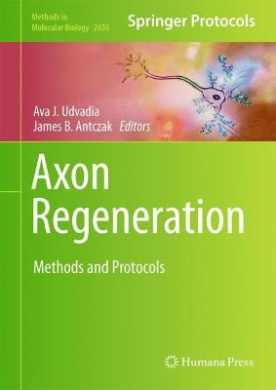 Methods in
Molecular Biology 2636
Springer Protocols
Ava J. Udvadia
James B. Antczak Editors
Axon
Regeneration
Methods and Protocols
Humana Press